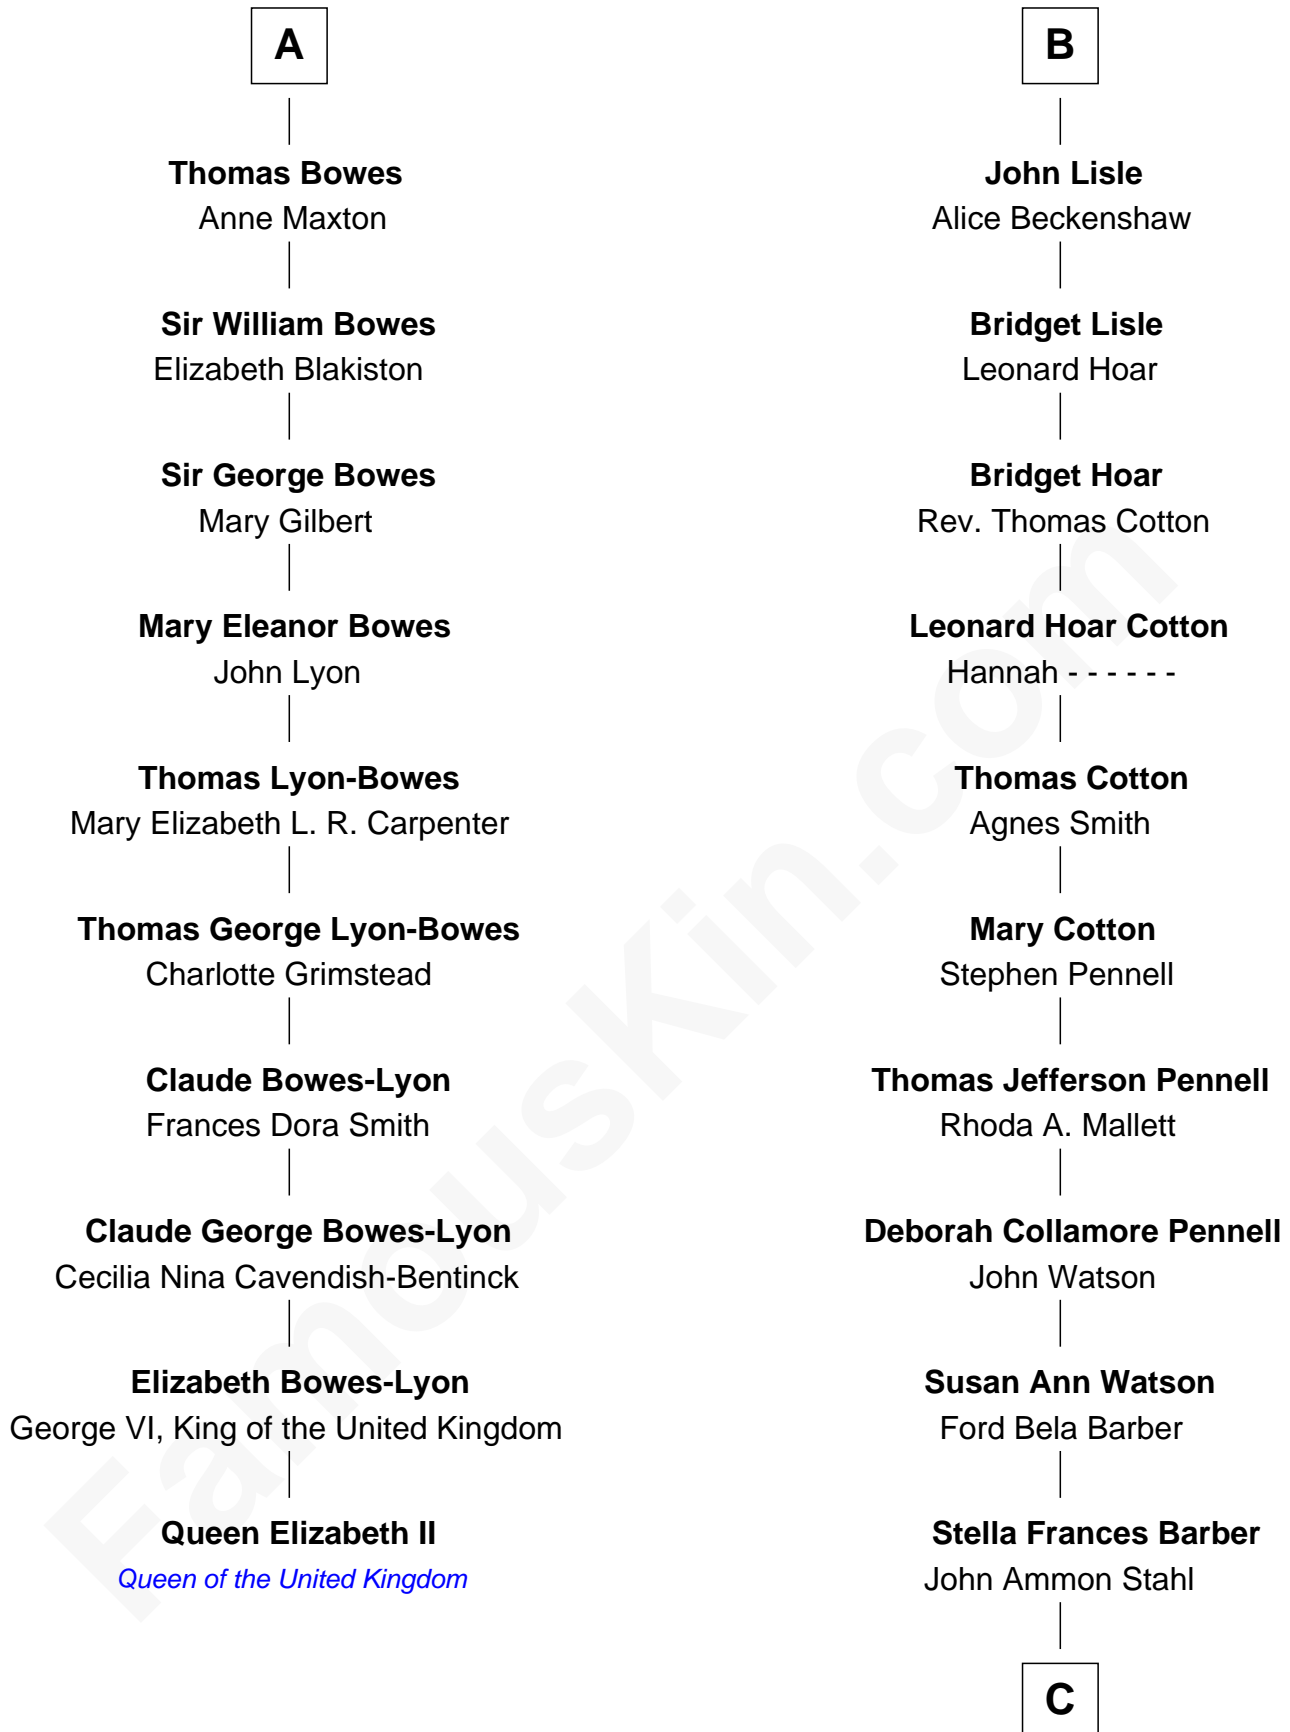 A
Thomas Bowes
Anne Maxton
Sir William Bowes
Elizabeth Blakiston
Sir George Bowes
Mary Gilbert
Mary Eleanor Bowes
John Lyon
Thomas Lyon-Bowes
Mary Elizabeth L. R. Carpenter
Thomas George Lyon-Bowes
Charlotte Grimstead
Claude Bowes-Lyon
Frances Dora Smith
Claude George Bowes-Lyon
Cecilia Nina Cavendish-Bentinck
Elizabeth Bowes-Lyon
George VI, King of the United Kingdom
Queen Elizabeth II
Queen of the United Kingdom
B
John Lisle
Alice Beckenshaw
Bridget Lisle
Leonard Hoar
Bridget Hoar
Rev. Thomas Cotton
Leonard Hoar Cotton
Hannah - - - - - -
Thomas Cotton
Agnes Smith
Mary Cotton
Stephen Pennell
Thomas Jefferson Pennell
Rhoda A. Mallett
Deborah Collamore Pennell
John Watson
Susan Ann Watson
Ford Bela Barber
Stella Frances Barber
John Ammon Stahl
C
FamousKin.com